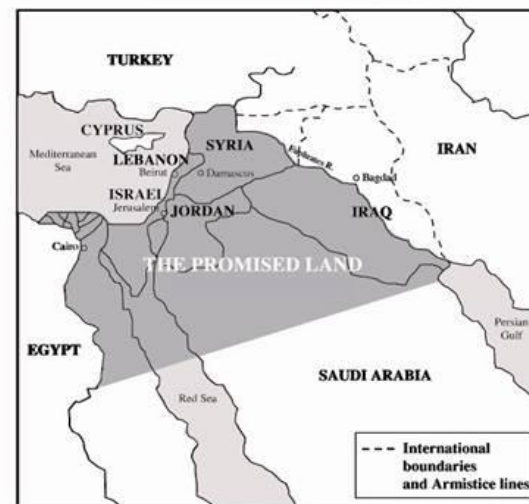 TURKEY
CYPRUS
Mediterranean
Sea
SYRIA
LEBANON
Beirut
Damascus
Euphrates R.
IRAN
ISRAEL
Jerusalem
JORDAN
Bagdad
IRAQ
Cairo
THE PROMISED LAND
EGYPT
Persian
Gulf
SAUDI ARABIA
Red Sea
International
boundaries
and Armistice lines